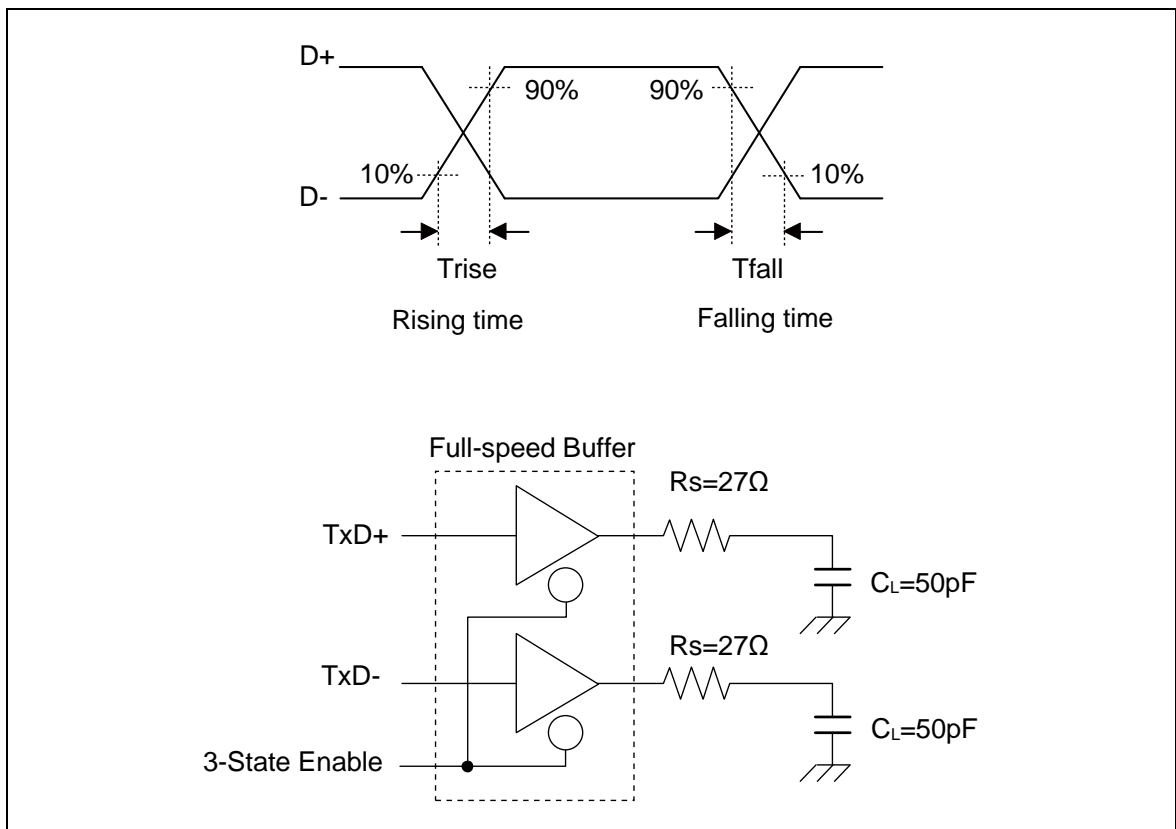 D+
90% 90%
10% 10%
D-
Trise Tfall
Rising time Falling time
Full-speed Buffer
Rs=27Ω
TxD+
CL=50pF
Rs=27Ω
TxD-
CL=50pF
3-State Enable